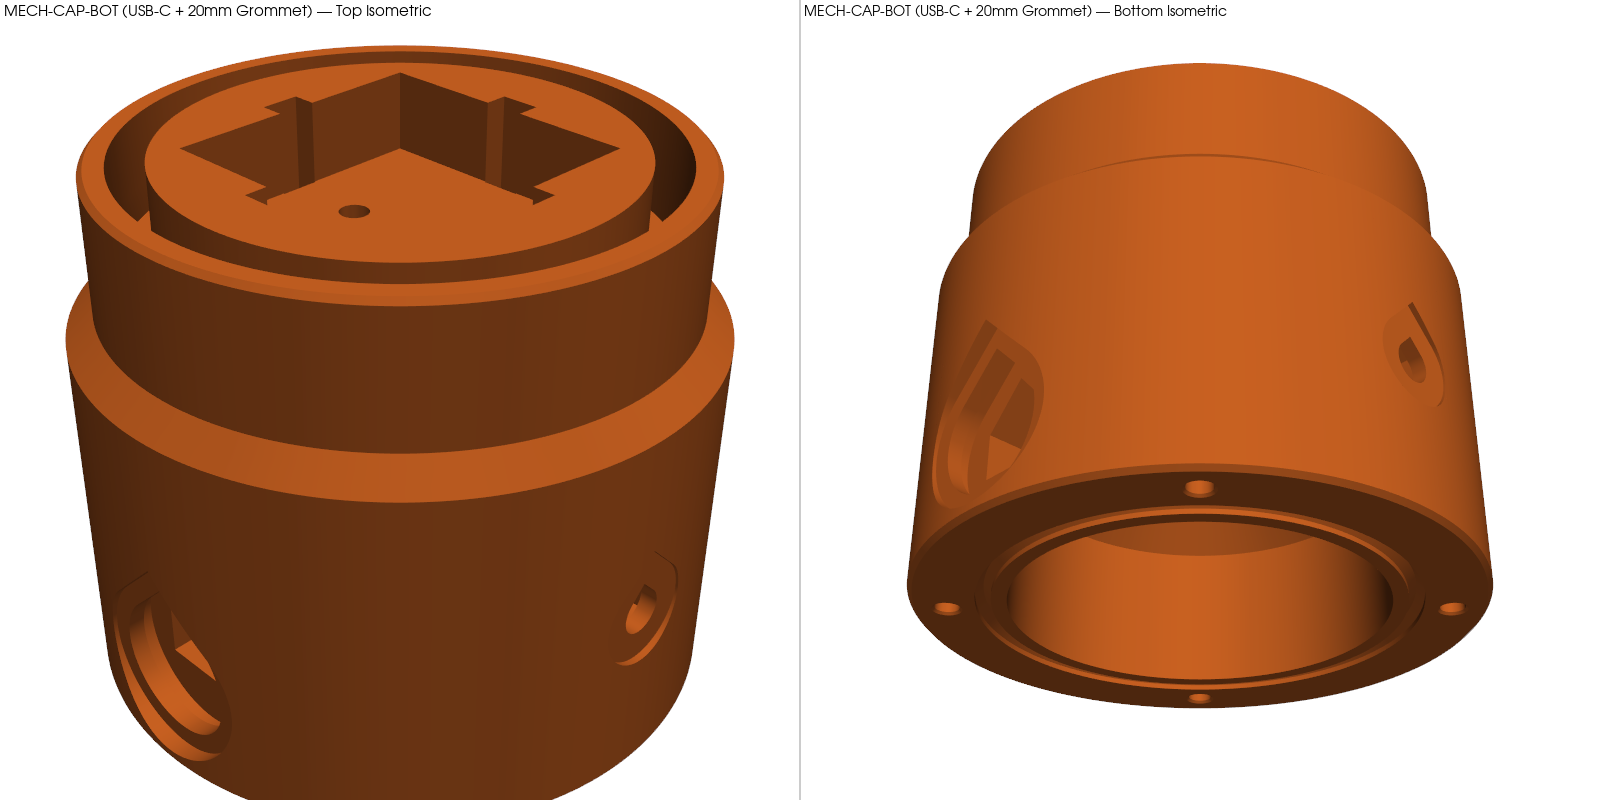 MECH-CAP-BOT (USB-C + 20mm Grommet) — Top Isometric
MECH-CAP-BOT (USB-C + 20mm Grommet) — Bottom Isometric